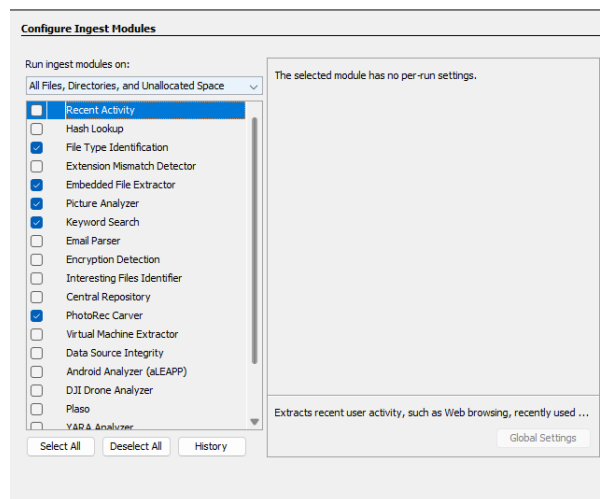 Configure Ingest Modules
Run ingest modules on:
All Files, Directories, and Unallocated Space
The selected module has no per-run settings.
Recent Activity
Hash Lookup
File Type Identification
Extension Mismatch Detector
Embedded File Extractor
Picture Analyzer
Keyword Search
Email Parser
Encryption Detection
Interesting Files Identifier
Central Repository
PhotoRec Carver
Virtual Machine Extractor
Data Source Integrity
Android Analyzer (aLEAPP)
DJI Drone Analyzer
Plaso
YARA Analyzer
Extracts recent user activity, such as Web browsing, recently used ...
Global Settings
Select All
Deselect All
History